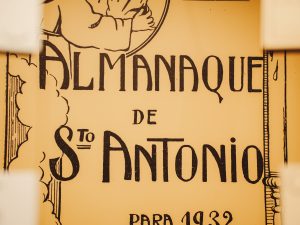 ALMANAQUE
DE
STO ANTONIO
PARA 1932